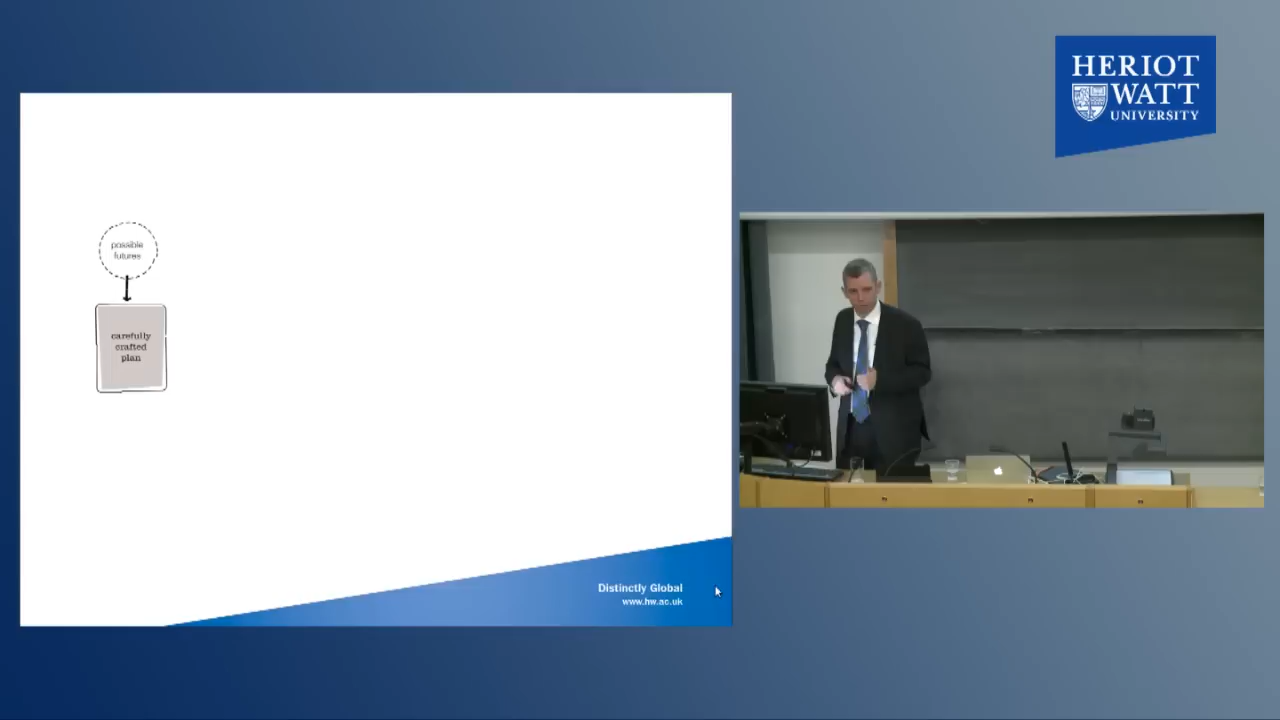 HERIOT
WATT
UNIVERSITY
possible
futures
carefully
crafted
plan
Distinctly Global
www.hw.ac.uk